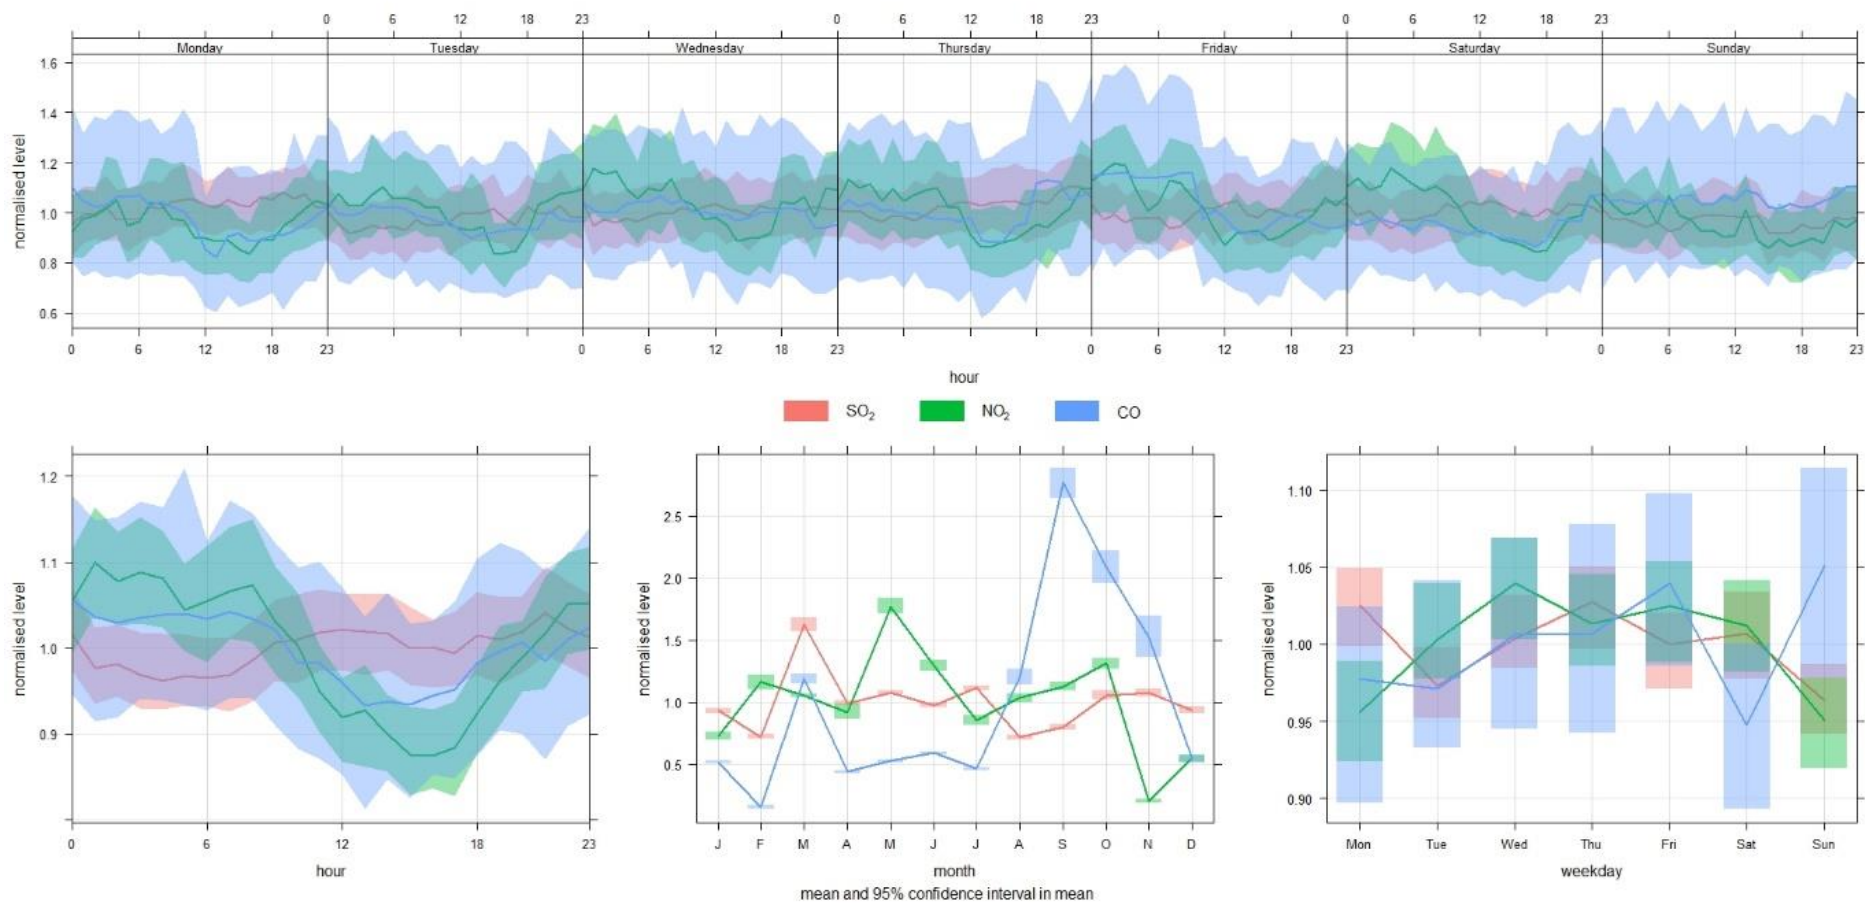 0 6 12 18 23 0 6 12 18 23 0 6 12 18 23
Monday Tuesday Wednesday Thursday Friday Saturday Sunday
1.6
1.4
1.2
1.0
0.8
0.6
normalised level
0 6 12 18 23 0 6 12 18 23 0 6 12 18 23 0 6 12 18 23
hour
SO2 NO2 CO
1.2
1.1
1.0
0.9
normalised level
0 6 12 18 23
hour
2.5
2.0
1.5
1.0
0.5
normalised level
J F M A M J J A S O N D
month
mean and 95% confidence interval in mean
1.10
1.05
1.00
0.95
0.90
normalised level
Mon Tue Wed Thu Fri Sat Sun
weekday